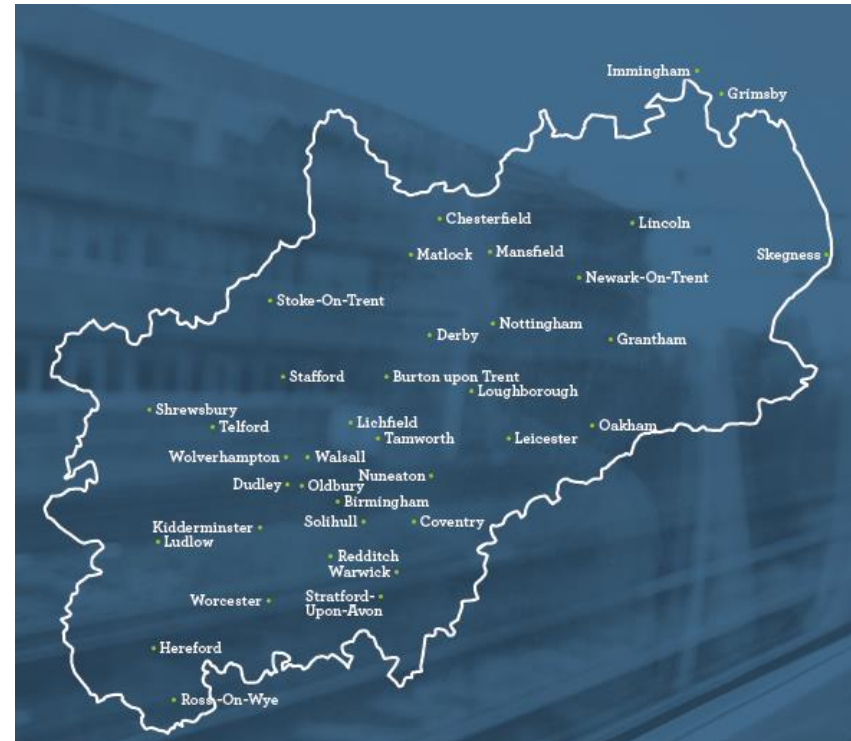 Immingham
Grimsby
Chesterfield
Lincoln
Matlock
Mansfield
Skegness
Newark-On-Trent
Stoke-On-Trent
Nottingham
Derby
Grantham
Stafford
Burton upon Trent
Loughborough
Shrewsbury
Telford
Lichfield
Oakham
Tamworth
Leicester
Wolverhampton
Walsall
Nuneaton
Dudley
Oldbury
Birmingham
Solihull
Coventry
Kidderminster
Ludlow
Redditch
Warwick
Worcester
Stratford-
Upon-Avon
Hereford
Ross-On-Wye